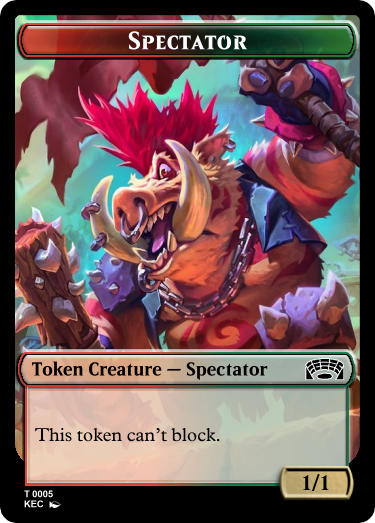 Spectator
Token Creature — Spectator
This token can't block.
1/1
T 0005
KEC